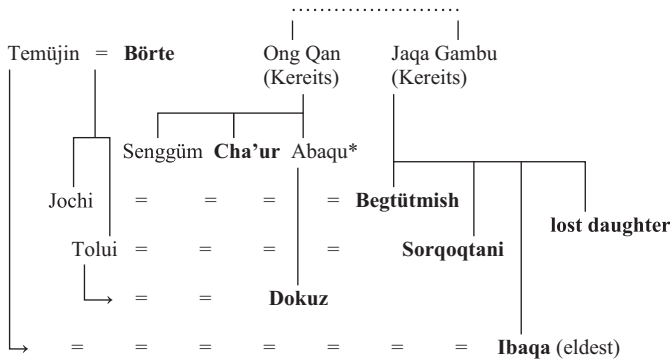 Ong Qan Jaqa Gambu
Temüjin = Börte (Kereits) (Kereits)
Senggüm Cha’ur Abaqu*
Jochi = = = = Begtütmish
lost daughter
Tolui = = = = Sorqoqtani
= = Dokuz
= = = = = = = = Ibaqa (eldest)